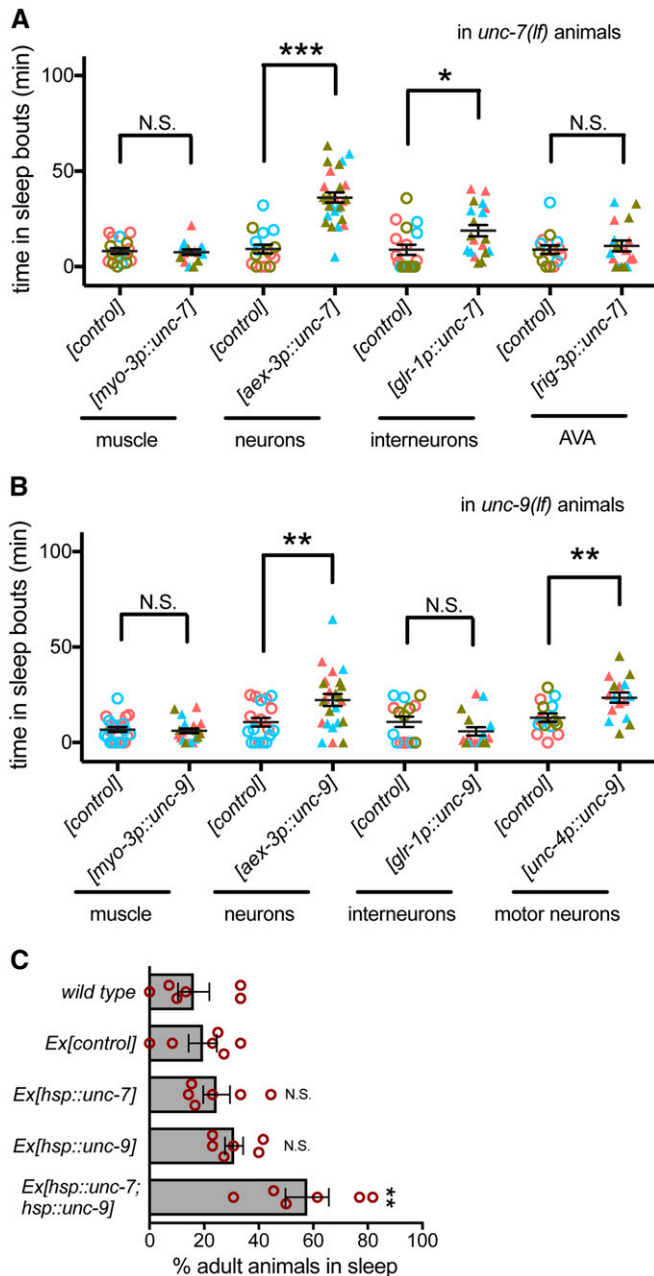 A
in unc-7(lf) animals
time in sleep bouts (min)
100
50
0
N.S.
***
*
N.S.
[control]
[myo-3p::unc-7]
[control]
[aex-3p::unc-7]
[control]
[glr-1p::unc-7]
[control]
[rig-3p::unc-7]
muscle
neurons
interneurons
AVA
B
in unc-9(lf) animals
time in sleep bouts (min)
100
50
0
N.S.
**
N.S.
**
[control]
[myo-3p::unc-9]
[control]
[aex-3p::unc-9]
[control]
[glr-1p::unc-9]
[control]
[unc-4p::unc-9]
muscle
neurons
interneurons
motor neurons
C
wild type
Ex[control]
Ex[hsp::unc-7]
N.S.
Ex[hsp::unc-9]
N.S.
Ex[hsp::unc-7;
hsp::unc-9]
**
0 20 40 60 80 100
% adult animals in sleep